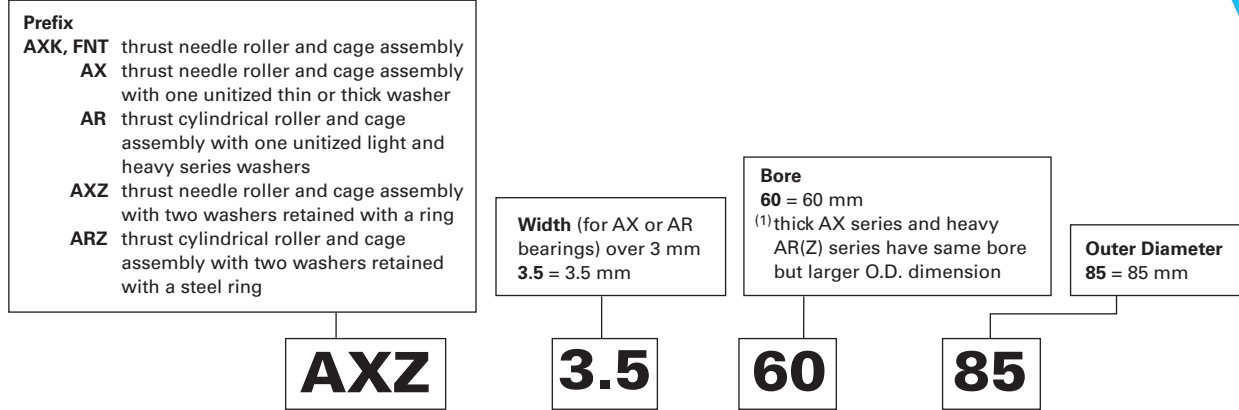 Prefix
AXK, FNT thrust needle roller and cage assembly
AX thrust needle roller and cage assembly
with one unitized thin or thick washer
AR thrust cylindrical roller and cage
assembly with one unitized light and
heavy series washers
AXZ thrust needle roller and cage assembly
with two washers retained with a ring
ARZ thrust cylindrical roller and cage
assembly with two washers retained
with a steel ring
Width (for AX or AR
bearings) over 3 mm
3.5 = 3.5 mm
Bore
60 = 60 mm
(1) thick AX series and heavy
AR(Z) series have same bore
but larger O.D. dimension
Outer Diameter
85 = 85 mm
AXZ
3.5
60
85